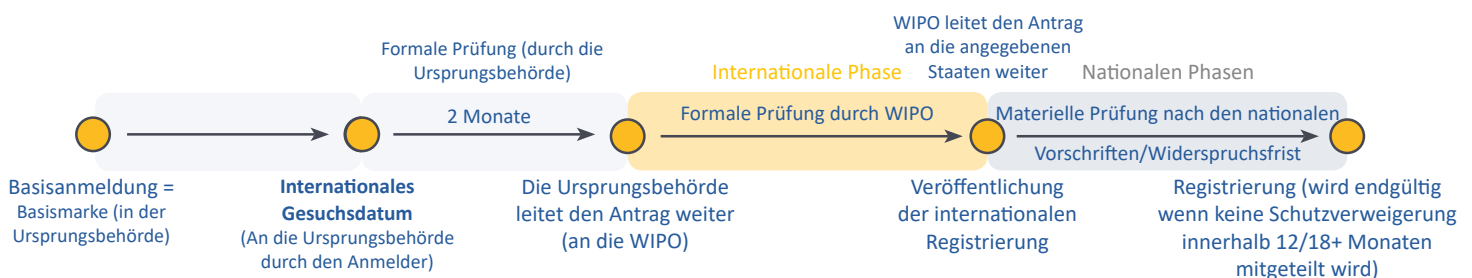 Formale Prüfung (durch die
Ursprungsbehörde)
WIPO leitet den Antrag
an die angegebenen
Staaten weiter
Internationale Phase
Nationalen Phasen
2 Monate
Formale Prüfung durch WIPO
Materielle Prüfung nach den nationalen
Vorschriften/Widerspruchsfrist
Basisanmeldung =
Basismarke (in der
Ursprungsbehörde)
Internationales
Gesuchsdatum
(An die Ursprungsbehörde
durch den Anmelder)
Die Ursprungsbehörde
leitet den Antrag weiter
(an die WIPO)
Veröffentlichung
der internationalen
Registrierung
Registrierung (wird endgültig
wenn keine Schutzverweigerung
innerhalb 12/18+ Monaten
mitgeteilt wird)